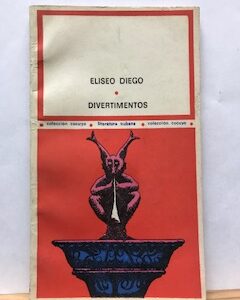 ELISEO DIEGO
DIVERTIMENTOS
colección cocuyo • literatura cubana • colección cocuyo